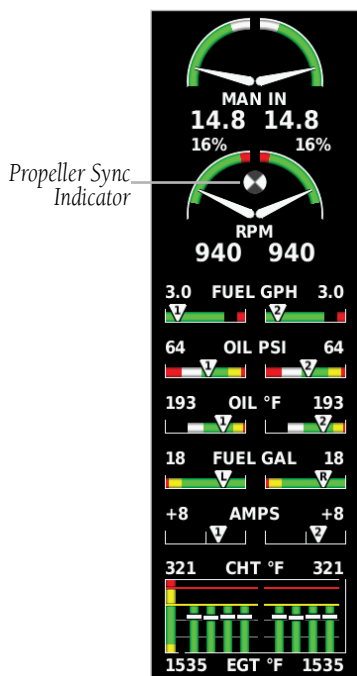 MAN IN
14.8 14.8
16% 16%
Propeller Sync
Indicator
RPM
940 940
3.0 FUEL GPH 3.0
1 2
64 OIL PSI 64
1 2
193 OIL °F 193
1 2
18 FUEL GAL 18
L R
+8 AMPS +8
1 2
321 CHT °F 321
1535 EGT °F 1535